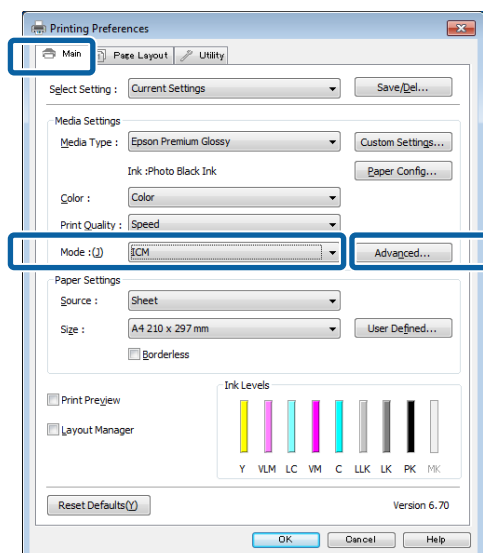 Printing Preferences
Main Page Layout Utility
Select Setting : Current Settings Save/Del...
Media Settings
Media Type : Epson Premium Glossy Custom Settings...
Ink :Photo Black Ink Paper Config...
Color : Color
Print Quality : Speed
Mode :(J) ICM Advanced...
Paper Settings
Source : Sheet
Size : A4 210 x 297 mm User Defined...
Borderless
Ink Levels
Print Preview
Layout Manager
Y VLM LC VM C LLK LK PK MK
Reset Defaults(Y) Version 6.70
OK Cancel Help